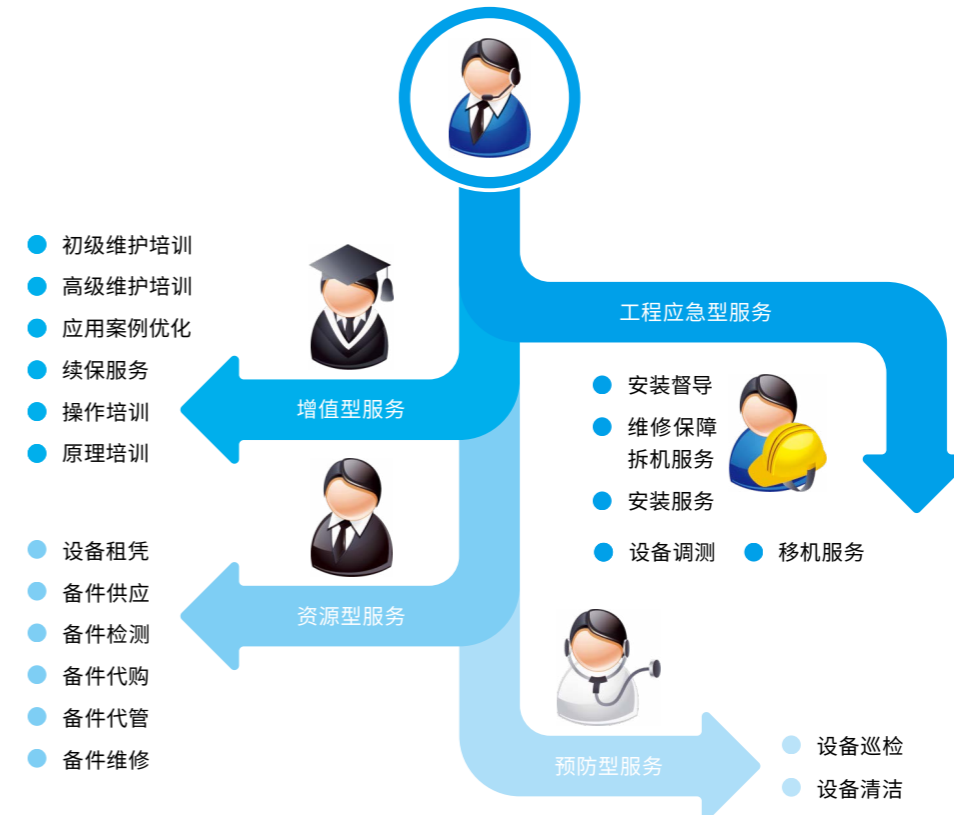 工程应急型服务
安装督导
维修保障
拆机服务
安装服务
设备调测
移机服务
初级维护培训
高级维护培训
应用案例优化
续保服务
操作培训
原理培训
增值型服务
设备租凭
备件供应
备件检测
备件代购
备件代管
备件维修
资源型服务
预防型服务
设备巡检
设备清洁